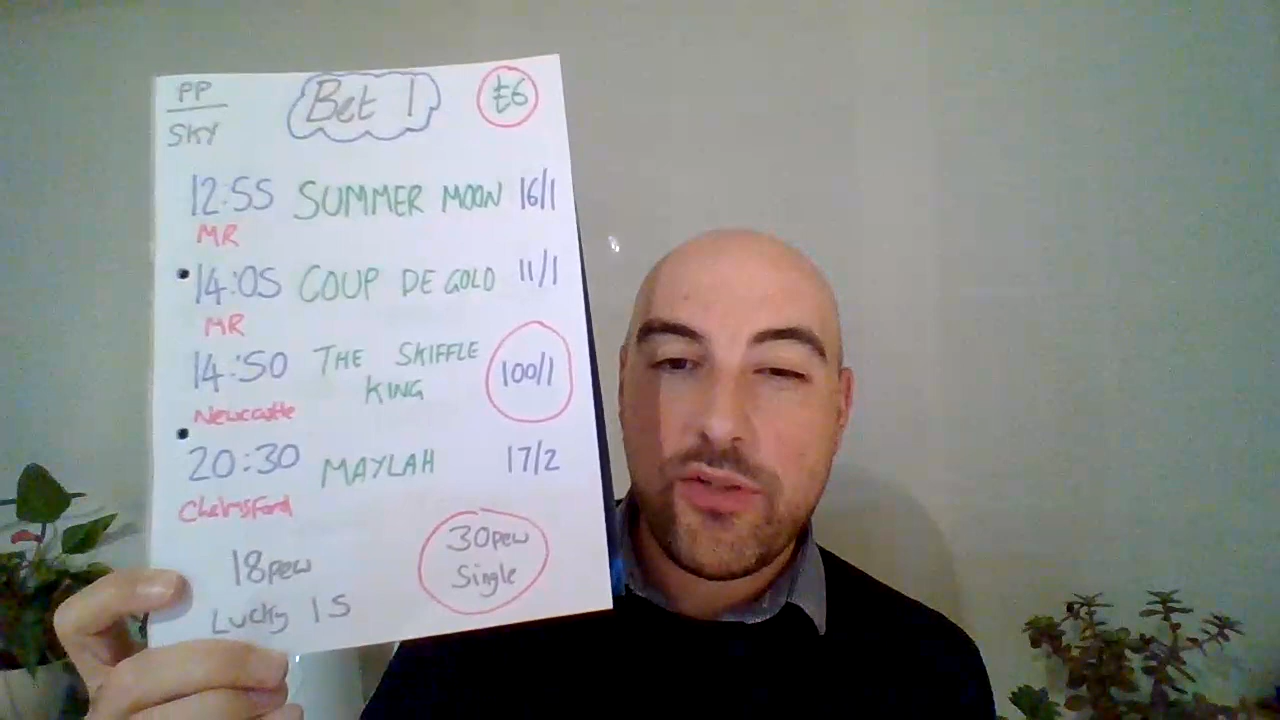 PP
SKY
Bet 1
£6
12:55 SUMMER MOON 16/1
MR
14:05 COUP DE GOLD 11/1
MR
14:50 THE SKIFFLE KING 100/1
Newcastle
20:30 MAYLAH 17/2
Chelmsford
18pew
Lucky 15
30pew
Single